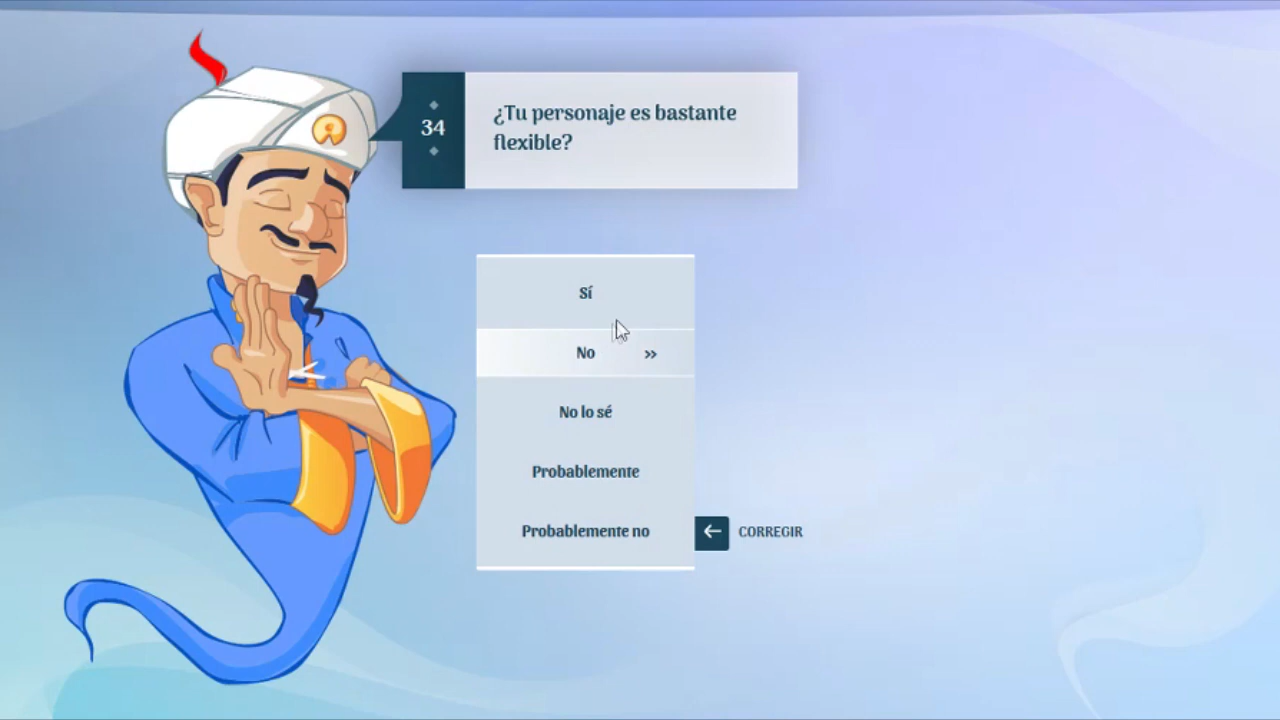 34
¿Tu personaje es bastante
flexible?
Sí
No
No lo sé
Probablemente
Probablemente no
CORREGIR